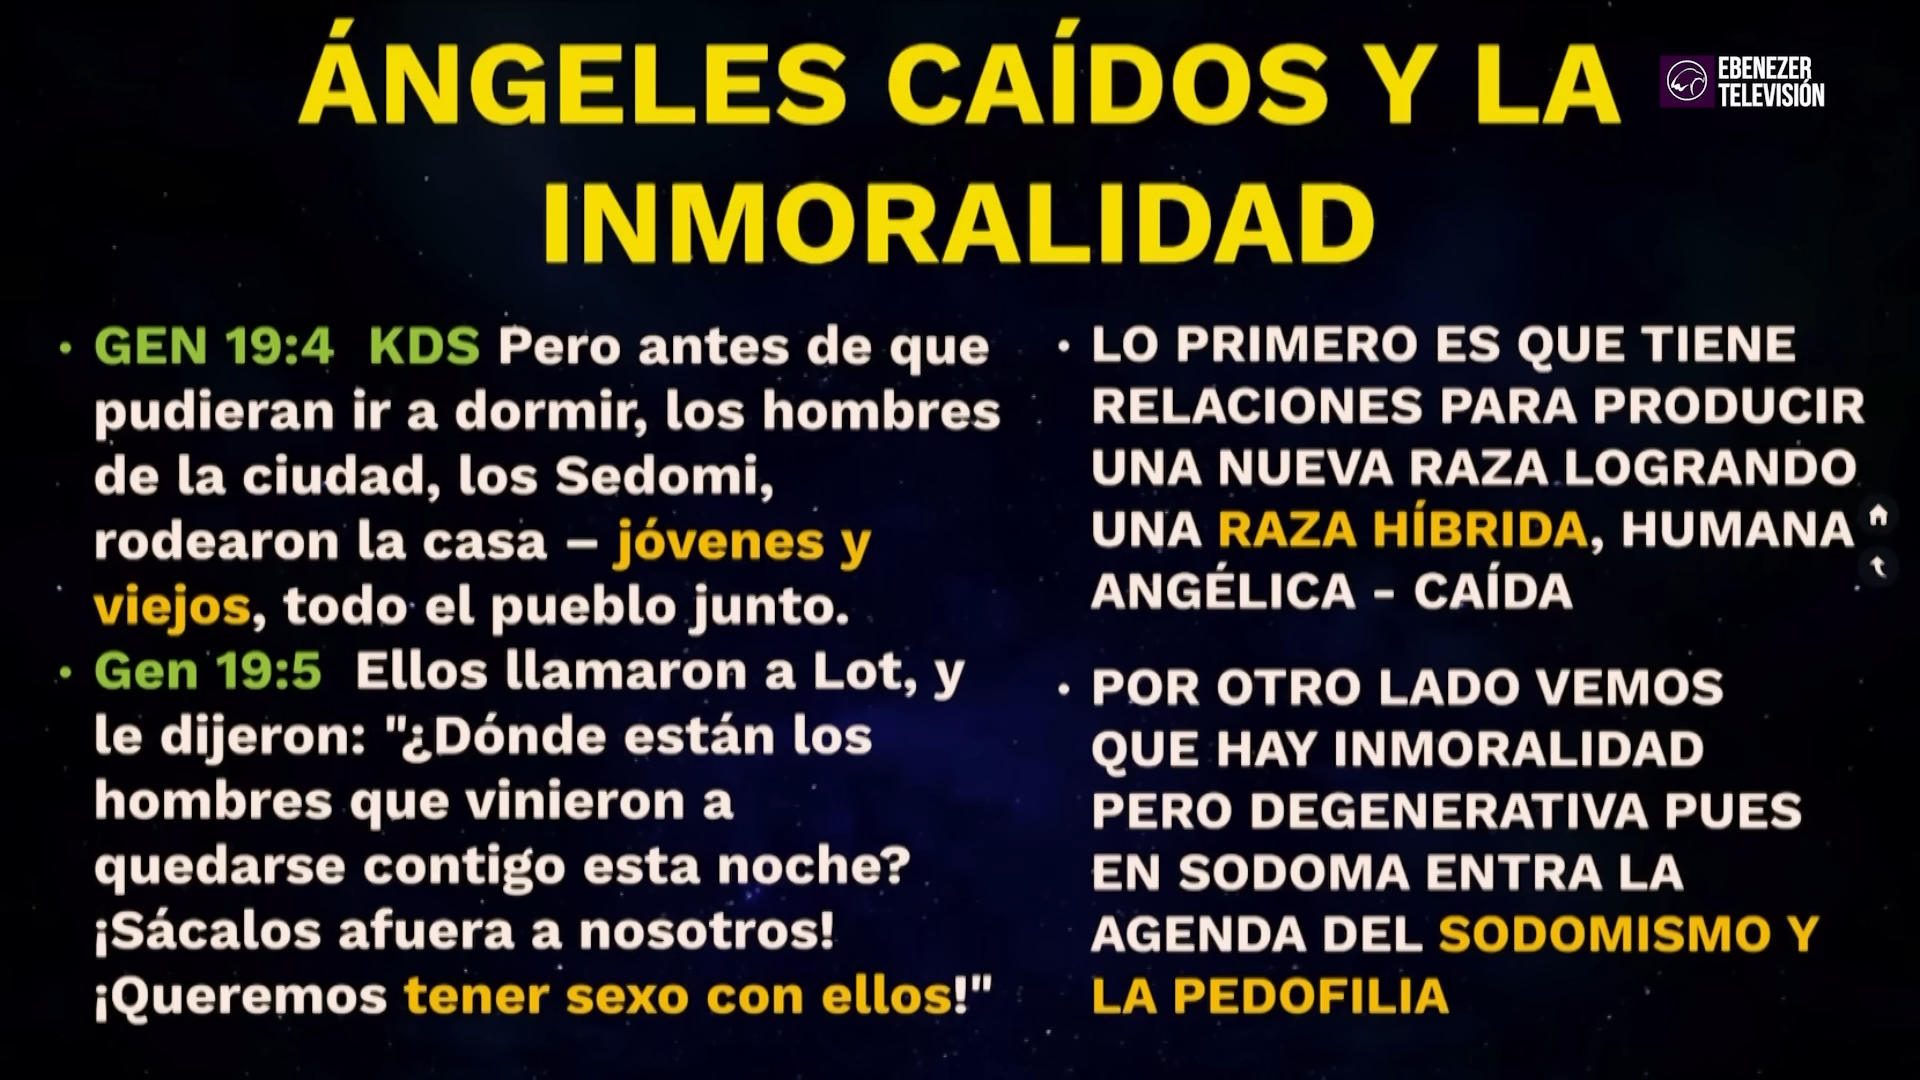 ÁNGELES CAÍDOS Y LA
INMORALIDAD
EBENEZER
TELEVISIÓN
• GEN 19:4 KDS Pero antes de que
pudieran ir a dormir, los hombres
de la ciudad, los Sedomi,
rodearon la casa – jóvenes y
viejos, todo el pueblo junto.
• Gen 19:5 Ellos llamaron a Lot, y
le dijeron: "¿Dónde están los
hombres que vinieron a
quedarse contigo esta noche?
¡Sácalos afuera a nosotros!
¡Queremos tener sexo con ellos!"
• LO PRIMERO ES QUE TIENE
RELACIONES PARA PRODUCIR
UNA NUEVA RAZA LOGRANDO
UNA RAZA HÍBRIDA, HUMANA
ANGÉLICA - CAÍDA
• POR OTRO LADO VEMOS
QUE HAY INMORALIDAD
PERO DEGENERATIVA PUES
EN SODOMA ENTRA LA
AGENDA DEL SODOMISMO Y
LA PEDOFILIA